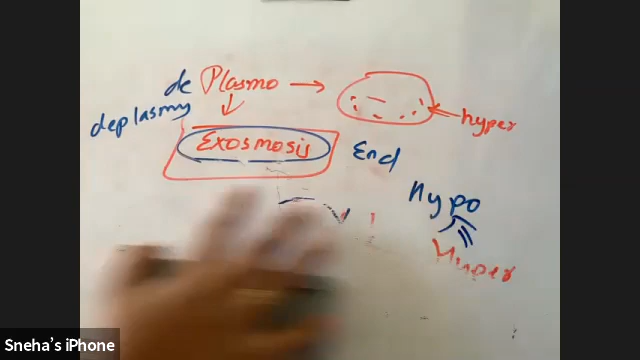 de Plasmo →
deplasmy
hyper
Exosmosis
End
Hypo
Hyper
Sneha's iPhone